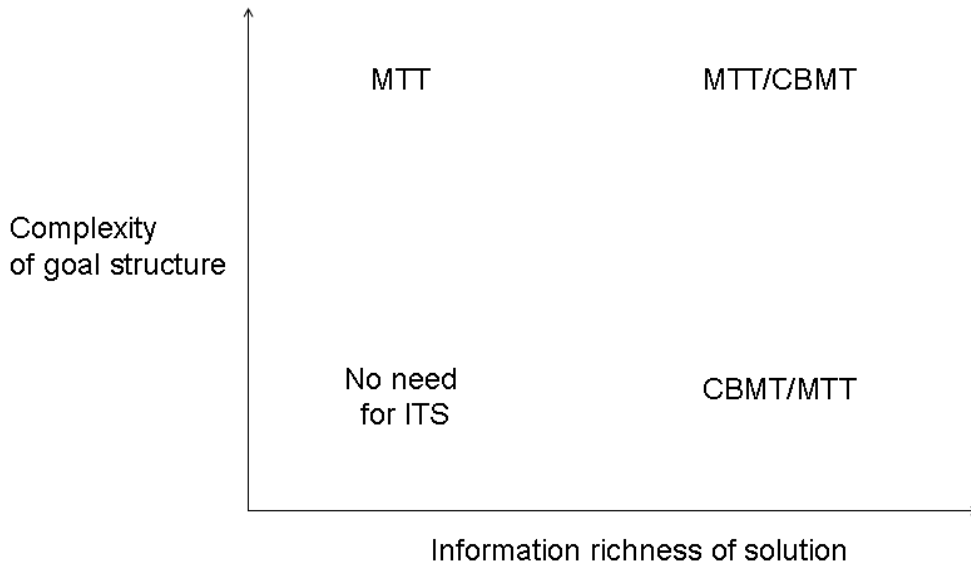 MTT
MTT/CBMT
Complexity
of goal structure
No need
for ITS
CBMT/MTT
Information richness of solution